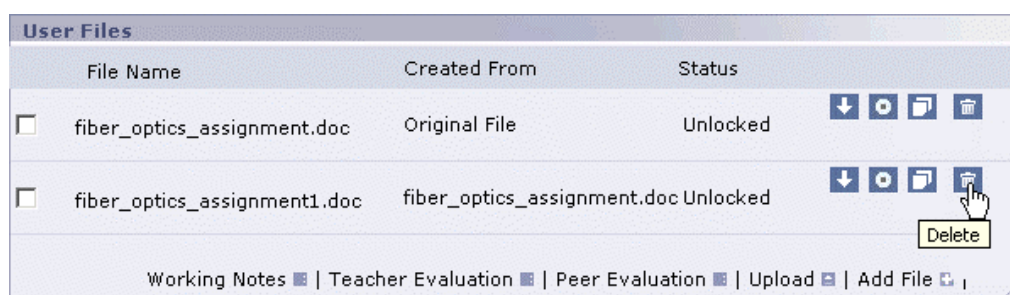 User Files
File Name Created From Status
fiber_optics_assignment.doc Original File Unlocked
fiber_optics_assignment1.doc fiber_optics_assignment.doc Unlocked
Delete
Working Notes | Teacher Evaluation | Peer Evaluation | Upload | Add File |